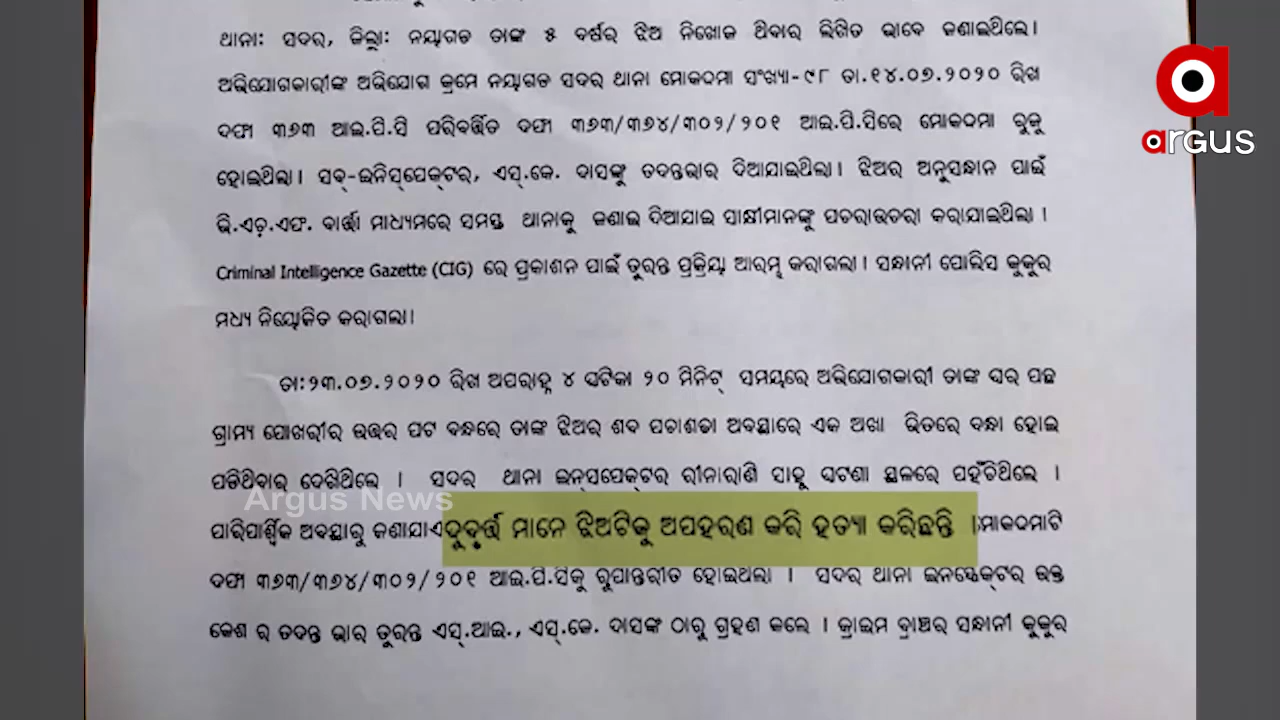 ଥାନା: ସଦର, ଜିଲ୍ଲା: ନୟାଗଡ ତାଙ୍କ ୫ ବର୍ଷର ଝିଅ ନିଖୋଜ ଥିବାର ଲିଖିତ ଭାବେ ଜଣାଇଥିଲେ।
ଅଭିଯୋଗକାରୀଙ୍କ ଅଭିଯୋଗ କ୍ରମେ ନୟାଗଡ ସଦର ଥାନା ମୋକଦ୍ଦମା ସଂଖ୍ୟା-୯୮ ତା.୧୪.୦୭.୨୦୨୦ ରିଖ
ଦଫା ୩୬୩ ଆଇ.ପି.ସି ପରିବର୍ତ୍ତିତ ଦଫା ୩୬୩/୩୬୪/୩୦୨/୨୦୧ ଆଇ.ପି.ସିରେ ମୋକଦ୍ଦମା ରୁଜୁ
ହୋଇଥିଲା। ସବ୍-ଇନିସ୍ପେକ୍ଟର, ଏସ୍.କେ. ଦାସଙ୍କୁ ତଦନ୍ତଭାର ଦିଆଯାଇଥିଲା। ଝିଅର ଅନୁସନ୍ଧାନ ପାଇଁ
ଭି.ଏଚ୍.ଏଫ. ବାର୍ତ୍ତା ମାଧ୍ୟମରେ ସମସ୍ତ ଥାନାକୁ ଜଣାଇ ଦିଆଯାଇ ସାକ୍ଷୀମାନଙ୍କୁ ପଚରାଉଚରା କରାଯାଇଥିଲା।
Criminal Intelligence Gazette (CIG) ରେ ପ୍ରକାଶନ ପାଇଁ ତୁରନ୍ତ ପ୍ରକ୍ରିୟା ଆରମ୍ଭ କରାଗଲା। ସନ୍ଧାନୀ ପୋଲିସ କୁକୁର
ମଧ୍ୟ ନିୟୋଜିତ କରାଗଲା।
ତା:୨୩.୦୭.୨୦୨୦ ରିଖ ଅପରାହ୍ନ ୪ ଘଟିକା ୨୦ ମିନିଟ୍ ସମୟରେ ଅଭିଯୋଗକାରୀ ତାଙ୍କ ଘର ପଛ
ଗ୍ରାମ୍ୟ ପୋଖରୀର ଉତ୍ତର ପଟ ବନ୍ଧରେ ତାଙ୍କ ଝିଅର ଶବ ପଚାଶଢା ଅବସ୍ଥାରେ ଏକ ଅଖା ଭିତରେ ବନ୍ଧା ହୋଇ
ପଡିଥିବାର ଦେଖିଥିଲେ । ସଦର ଥାନା ଇନ୍ସପେକ୍ଟର ରୀନାରାଣି ସାହୁ ଘଟଣା ସ୍ଥଳରେ ପହଁଚିଥିଲେ ।
ପାରିପାର୍ଶ୍ଵିକ ଅବସ୍ଥାରୁ ଜଣାଯାଏ ଦୁବୃର୍ତ୍ତ ମାନେ ଝିଅଟିକୁ ଅପହରଣ କରି ହତ୍ୟା କରିଛନ୍ତି । ମୋକଦ୍ଦମାଟି
ଦଫା ୩୬୩/୩୬୪/୩୦୨/୨୦୧ ଆଇ.ପି.ସିକୁ ରୁପାନ୍ତରୀତ ହୋଇଥିଲା । ସଦର ଥାନା ଇନସ୍ପେକ୍ଟର ଉକ୍ତ
କେଶ ର ତଦନ୍ତ ଭାର ତୁରନ୍ତ ଏସ୍.ଆଇ., ଏସ୍.କେ. ଦାସଙ୍କ ଠାରୁ ଗ୍ରହଣ କଲେ । କ୍ରାଇମ ବ୍ରାଞ୍ଚର ସନ୍ଧାନୀ କୁକୁର
argus
Argus News